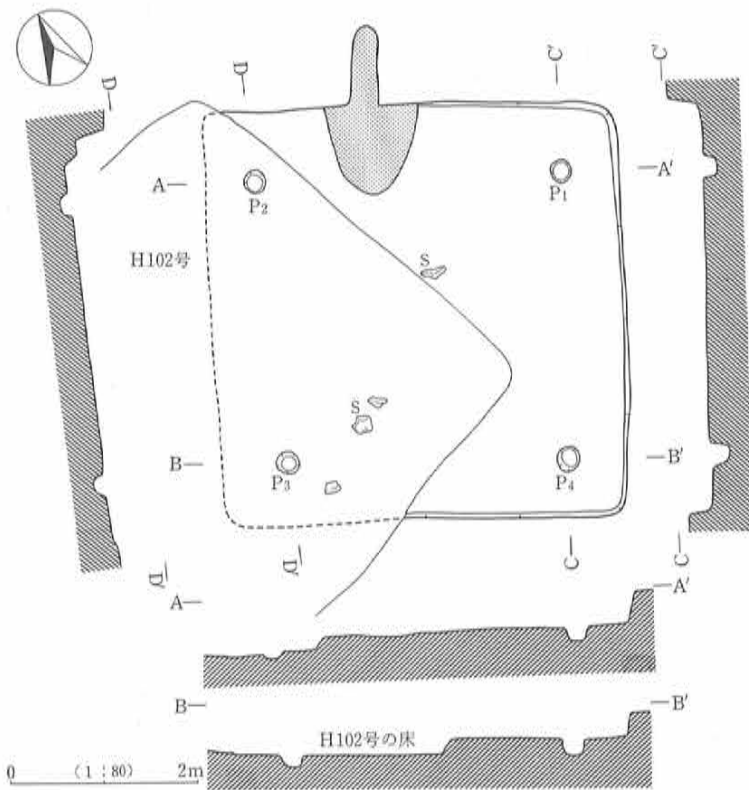 D
D
C′
C′
A
A′
P2
P1
H102号
S
S
B
B′
P3
P4
D′
D′
C
C
A
A′
B
B′
H102号の床
0 (1:80) 2m